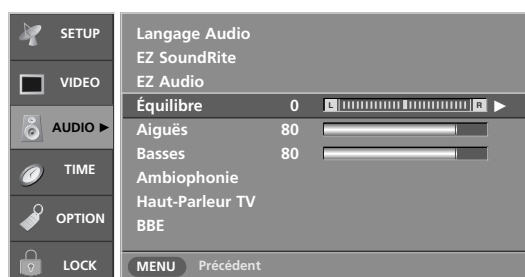 SETUP
VIDEO
AUDIO ►
TIME
OPTION
LOCK
Langage Audio
EZ SoundRite
EZ Audio
Équilibre 0 L R ►
Aiguës 80
Basses 80
Ambiophonie
Haut-Parleur TV
BBE
MENU Précédent